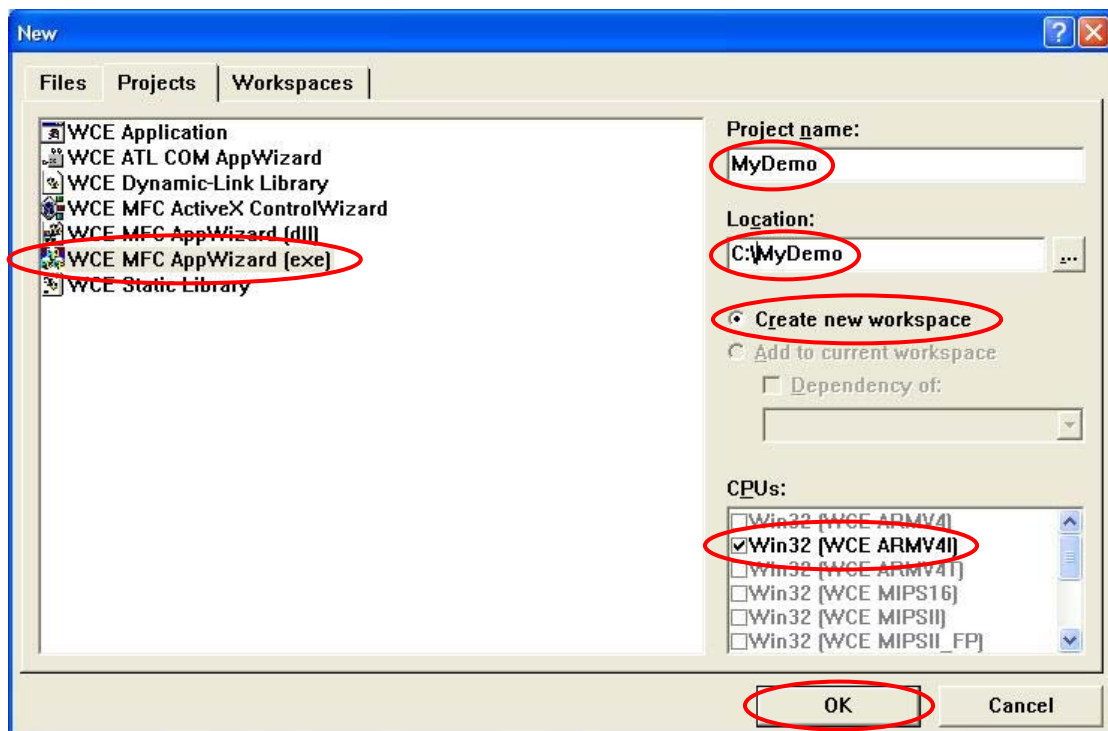 New
Files Projects Workspaces
WCE Application
WCE ATL COM AppWizard
WCE Dynamic-Link Library
WCE MFC ActiveX ControlWizard
WCE MFC AppWizard (dll)
WCE MFC AppWizard (exe)
WCE Static Library
Project name:
MyDemo
Location:
C:\MyDemo
...
Create new workspace
Add to current workspace
Dependency of:
CPUs:
Win32 (WCE ARMV4)
Win32 (WCE ARMV4I)
Win32 (WCE ARMV4T)
Win32 (WCE MIPS16)
Win32 (WCE MIPSII)
Win32 (WCE MIPSII_FP)
OK Cancel